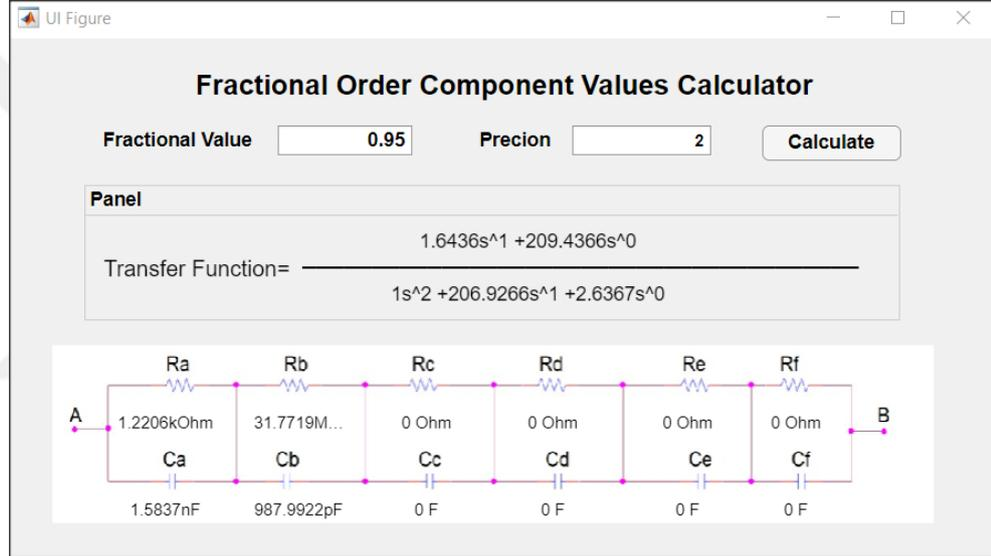 UI Figure
Fractional Order Component Values Calculator
Fractional Value 0.95 Precion 2 Calculate
Panel
1.6436s^1 +209.4366s^0
Transfer Function=
1s^2 +206.9266s^1 +2.6367s^0
Ra Rb Rc Rd Re Rf
A B
1.2206kOhm 31.7719M... 0 Ohm 0 Ohm 0 Ohm 0 Ohm
Ca Cb Cc Cd Ce Cf
1.5837nF 987.9922pF 0 F 0 F 0 F 0 F